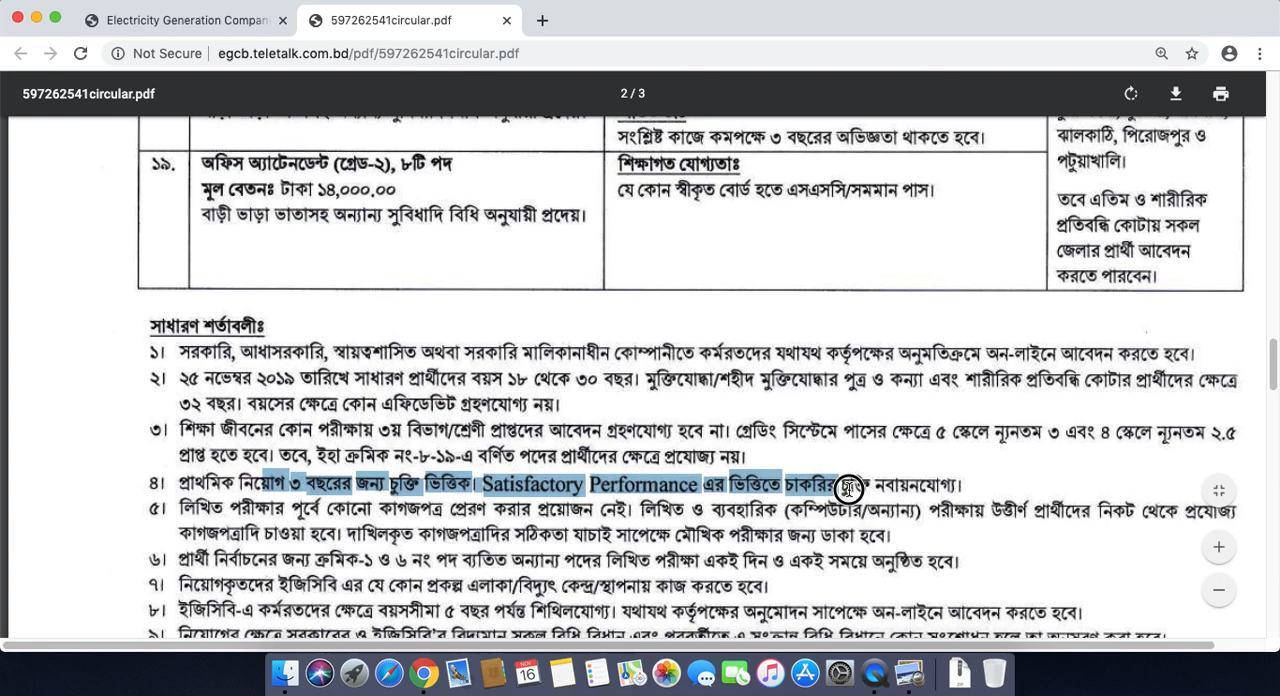 Electricity Generation Compan
597262541circular.pdf
Not Secure
egcb.teletalk.com.bd/pdf/597262541circular.pdf
597262541circular.pdf
2 / 3
সংশ্লিষ্ট কাজে কমপক্ষে ৩ বছরের অভিজ্ঞতা থাকতে হবে।
ঝালকাঠি, পিরোজপুর ও
পটুয়াখালি।
তবে এতিম ও শারীরিক
প্রতিবন্ধি কোটায় সকল
জেলার প্রার্থী আবেদন
করতে পারবেন।
১৯.
অফিস অ্যাটেনডেন্ট (গ্রেড-২), ৮টি পদ
মূল বেতনঃ টাকা ১৪,০০০.০০
বাড়ী ভাড়া ভাতাসহ অন্যান্য সুবিধাদি বিধি অনুযায়ী প্রদেয়।
শিক্ষাগত যোগ্যতাঃ
যে কোন স্বীকৃত বোর্ড হতে এসএসসি/সমমান পাস।
সাধারণ শর্তাবলীঃ
১। সরকারি, আধাসরকারি, স্বায়ত্বশাসিত অথবা সরকারি মালিকানাধীন কোম্পানীতে কর্মরতদের যথাযথ কর্তৃপক্ষের অনুমতিক্রমে অন-লাইনে আবেদন করতে হবে।
২। ২৫ নভেম্বর ২০১৯ তারিখে সাধারণ প্রার্থীদের বয়স ১৮ থেকে ৩০ বছর। মুক্তিযোদ্ধা/শহীদ মুক্তিযোদ্ধার পুত্র ও কন্যা এবং শারীরিক প্রতিবন্ধি কোটার প্রার্থীদের ক্ষেত্রে
৩২ বছর। বয়সের ক্ষেত্রে কোন এফিডেভিট গ্রহণযোগ্য নয়।
৩। শিক্ষা জীবনের কোন পরীক্ষায় ৩য় বিভাগ/শ্রেণী প্রাপ্তদের আবেদন গ্রহণযোগ্য হবে না। গ্রেডিং সিস্টেমে পাসের ক্ষেত্রে ৫ স্কেলে ন্যূনতম ৩ এবং ৪ স্কেলে ন্যূনতম ২.৫
প্রাপ্ত হতে হবে। তবে, ইহা ক্রমিক নং-৮-১৯-এ বর্ণিত পদের প্রার্থীদের ক্ষেত্রে প্রযোজ্য নয়।
৪। প্রাথমিক নিয়োগ ৩ বছরের জন্য চুক্তি ভিত্তিক। Satisfactory Performance এর ভিত্তিতে চাকরির চুক্তি নবায়নযোগ্য।
৫। লিখিত পরীক্ষার পূর্বে কোনো কাগজপত্র প্রেরণ করার প্রয়োজন নেই। লিখিত ও ব্যবহারিক (কম্পিউটার/অন্যান্য) পরীক্ষায় উত্তীর্ণ প্রার্থীদের নিকট থেকে প্রযোজ্য
কাগজপত্রাদি চাওয়া হবে। দাখিলকৃত কাগজপত্রাদির সঠিকতা যাচাই সাপেক্ষে মৌখিক পরীক্ষার জন্য ডাকা হবে।
৬। প্রার্থী নির্বাচনের জন্য ক্রমিক-১ ও ৬ নং পদ ব্যতিত অন্যান্য পদের লিখিত পরীক্ষা একই দিন ও একই সময়ে অনুষ্ঠিত হবে।
৭। নিয়োগকৃতদের ইজিসিবি এর যে কোন প্রকল্প এলাকা/বিদ্যুৎ কেন্দ্র/স্থাপনায় কাজ করতে হবে।
৮। ইজিসিবি-এ কর্মরতদের ক্ষেত্রে বয়সসীমা ৫ বছর পর্যন্ত শিথিলযোগ্য। যথাযথ কর্তৃপক্ষের অনুমোদন সাপেক্ষে অন-লাইনে আবেদন করতে হবে।
NOV
16